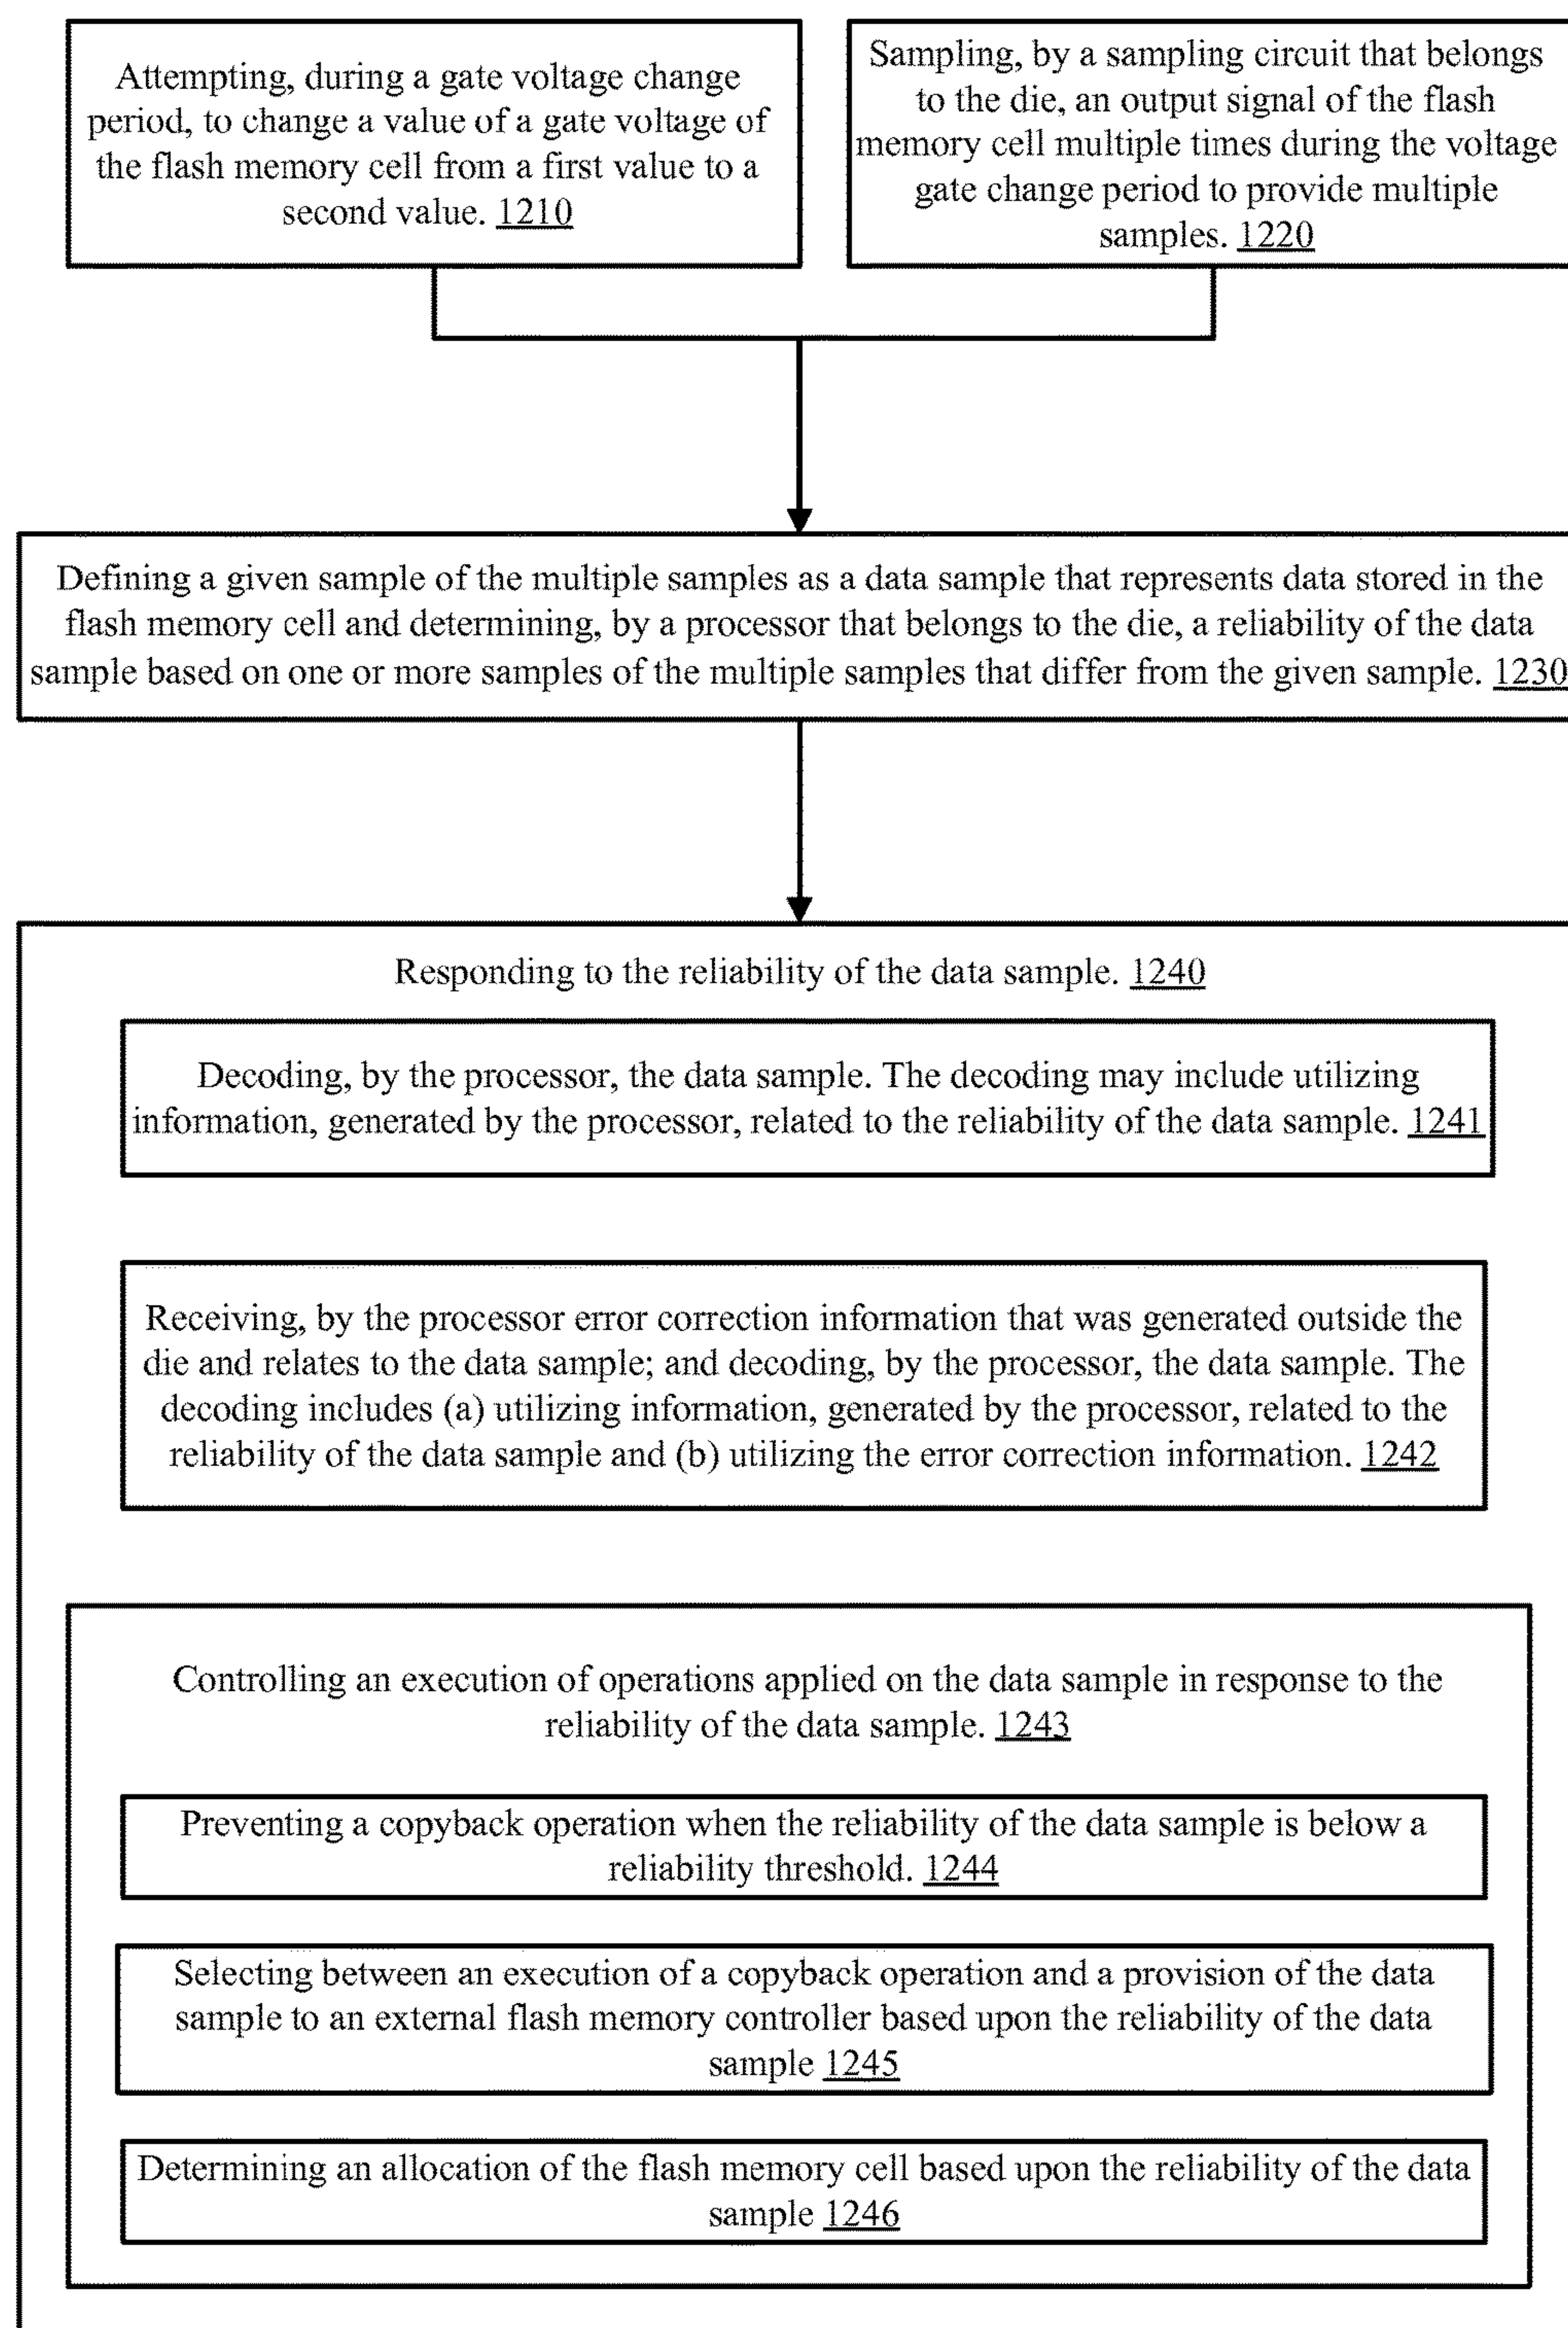 Attempting, during a gate voltage change
period, to change a value of a gate voltage of
the flash memory cell from a first value to a
second value. 1210
Sampling, by a sampling circuit that belongs
to the die, an output signal of the flash
memory cell multiple times during the voltage
gate change period to provide multiple
samples. 1220
Defining a given sample of the multiple samples as a data sample that represents data stored in the
flash memory cell and determining, by a processor that belongs to the die, a reliability of the data
sample based on one or more samples of the multiple samples that differ from the given sample. 1230
Responding to the reliability of the data sample. 1240
Decoding, by the processor, the data sample. The decoding may include utilizing
information, generated by the processor, related to the reliability of the data sample. 1241
Receiving, by the processor error correction information that was generated outside the
die and relates to the data sample; and decoding, by the processor, the data sample. The
decoding includes (a) utilizing information, generated by the processor, related to the
reliability of the data sample and (b) utilizing the error correction information. 1242
Controlling an execution of operations applied on the data sample in response to the
reliability of the data sample. 1243
Preventing a copyback operation when the reliability of the data sample is below a
reliability threshold. 1244
Selecting between an execution of a copyback operation and a provision of the data
sample to an external flash memory controller based upon the reliability of the data
sample 1245
Determining an allocation of the flash memory cell based upon the reliability of the data
sample 1246